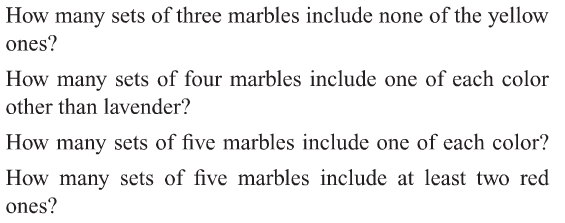 How many sets of three marbles include none of the yellow
ones?
How many sets of four marbles include one of each color
other than lavender?
How many sets of five marbles include one of each color?
How many sets of five marbles include at least two red
ones?